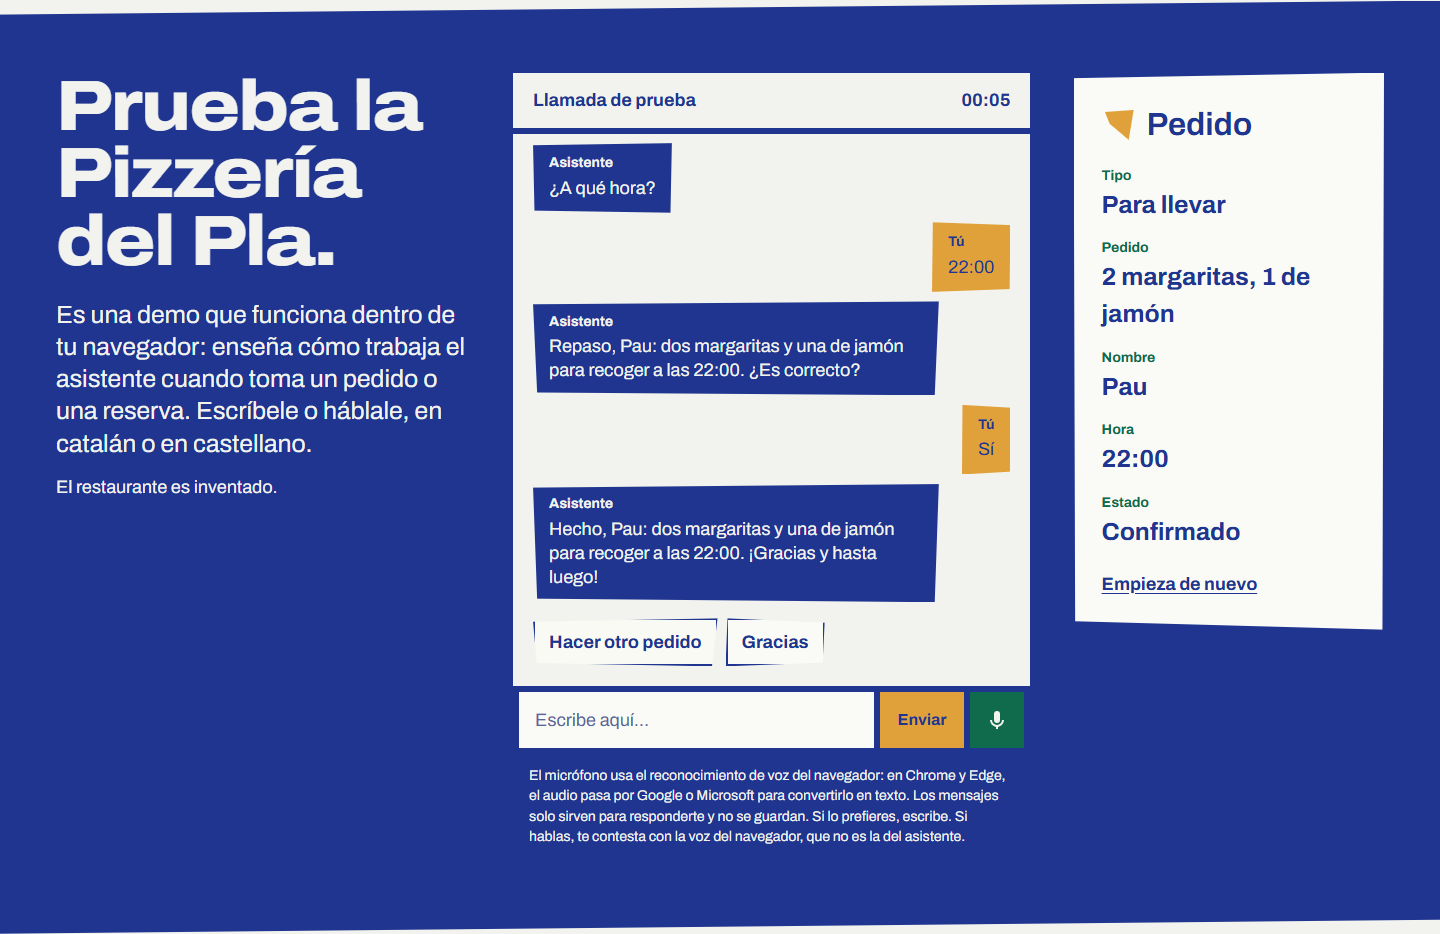 Prueba la
Pizzería
del Pla.
Es una demo que funciona dentro de
tu navegador: enseña cómo trabaja el
asistente cuando toma un pedido o
una reserva. Escríbele o háblale, en
catalán o en castellano.
El restaurante es inventado.
Llamada de prueba
00:05
Asistente
¿A qué hora?
Tú
22:00
Asistente
Repaso, Pau: dos margaritas y una de jamón
para recoger a las 22:00. ¿Es correcto?
Tú
Sí
Asistente
Hecho, Pau: dos margaritas y una de jamón
para recoger a las 22:00. ¡Gracias y hasta
luego!
Hacer otro pedido
Gracias
Escribe aquí...
Enviar
El micrófono usa el reconocimiento de voz del navegador: en Chrome y Edge,
el audio pasa por Google o Microsoft para convertirlo en texto. Los mensajes
solo sirven para responderte y no se guardan. Si lo prefieres, escribe. Si
hablas, te contesta con la voz del navegador, que no es la del asistente.
Pedido
Tipo
Para llevar
Pedido
2 margaritas, 1 de
jamón
Nombre
Pau
Hora
22:00
Estado
Confirmado
Empieza de nuevo